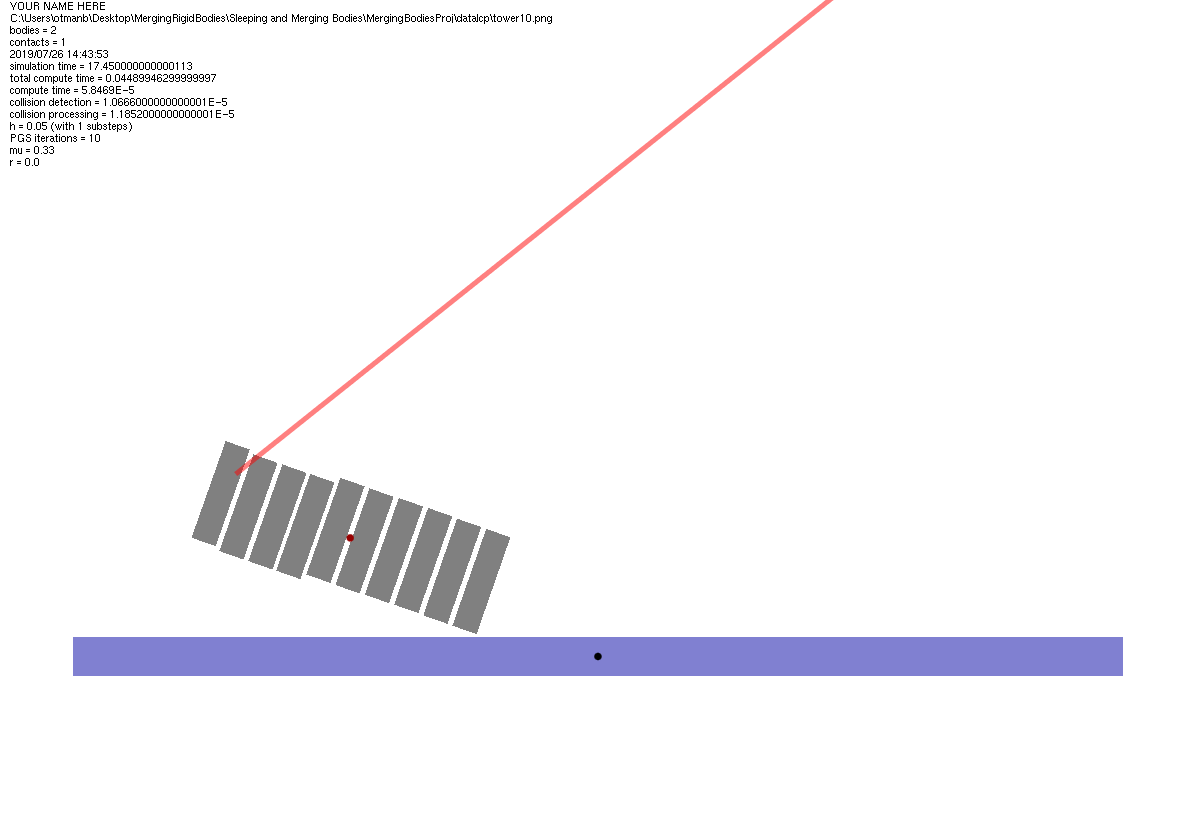 YOUR NAME HERE
C:\Users\otmanb\Desktop\MergingRigidBodies\Sleeping and Merging Bodies\MergingBodiesProj\datalcp\tower10.png
bodies = 2
contacts = 1
2019/07/26 14:43:53
simulation time = 17.450000000000113
total compute time = 0.04489946299999997
compute time = 5.8469E-5
collision detection = 1.0666000000000001E-5
collision processing = 1.1852000000000001E-5
h = 0.05 (with 1 substeps)
PGS iterations = 10
mu = 0.33
r = 0.0